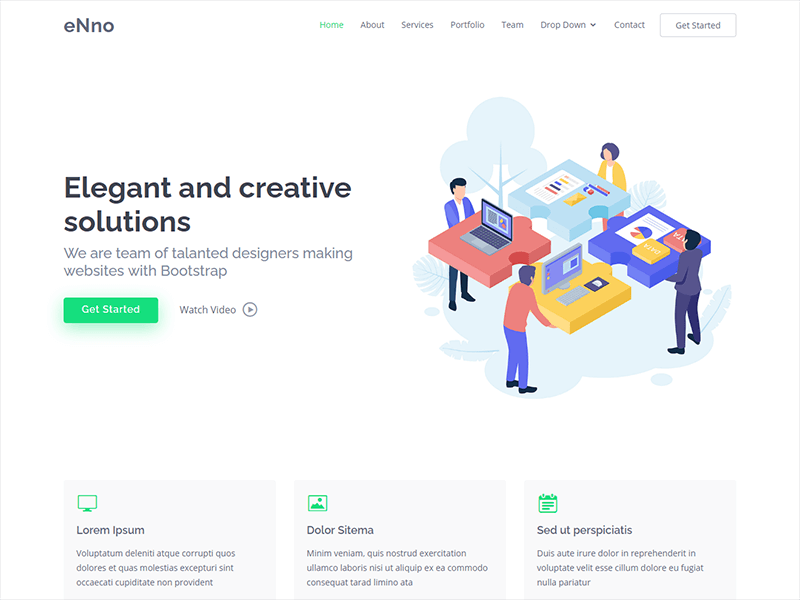 eNno
Home About Services Portfolio Team Drop Down Contact Get Started
Elegant and creative
solutions
We are team of talanted designers making
websites with Bootstrap
Get Started Watch Video
Lorem Ipsum
Voluptatum deleniti atque corrupti quos
dolores et quas molestias excepturi sint
occaecati cupiditate non provident
Dolor Sitema
Minim veniam, quis nostrud exercitation
ullamco laboris nisi ut aliquip ex ea commodo
consequat tarad limino ata
Sed ut perspiciatis
Duis aute irure dolor in reprehenderit in
voluptate velit esse cillum dolore eu fugiat
nulla pariatur